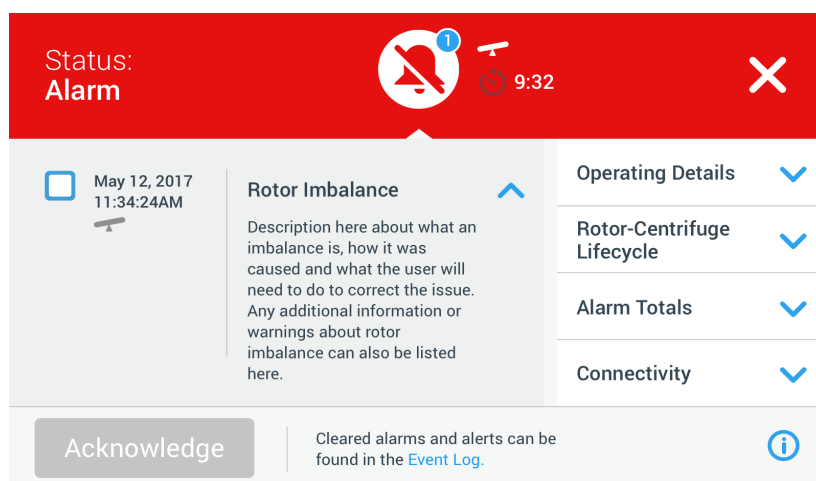 Status:
Alarm
1
9:32
May 12, 2017
11:34:24AM
Rotor Imbalance
Description here about what an
imbalance is, how it was
caused and what the user will
need to do to correct the issue.
Any additional information or
warnings about rotor
imbalance can also be listed
here.
Operating Details
Rotor-Centrifuge
Lifecycle
Alarm Totals
Connectivity
Acknowledge
Cleared alarms and alerts can be
found in the Event Log.